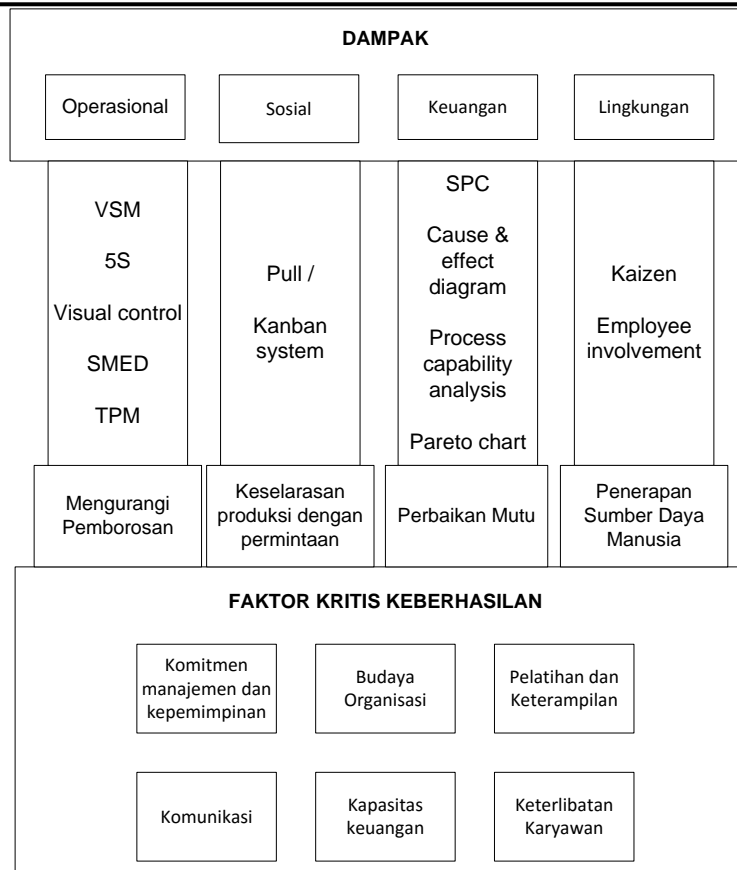 DAMPAK
Operasional
Sosial
Keuangan
Lingkungan
VSM
5S
Visual control
SMED
TPM
Pull /
Kanban
system
SPC
Cause &
effect
diagram
Process
capability
analysis
Pareto chart
Kaizen
Employee
involvement
Mengurangi
Pemborosan
Keselarasan
produksi dengan
permintaan
Perbaikan Mutu
Penerapan
Sumber Daya
Manusia
FAKTOR KRITIS KEBERHASILAN
Komitmen
manajemen dan
kepemimpinan
Budaya
Organisasi
Pelatihan dan
Keterampilan
Komunikasi
Kapasitas
keuangan
Keterlibatan
Karyawan